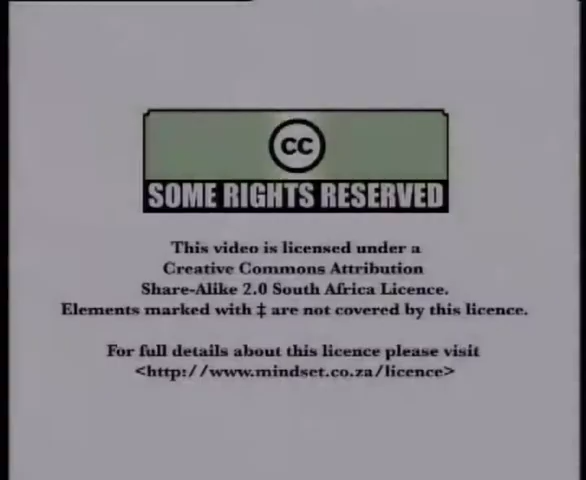 CC
SOME RIGHTS RESERVED
This video is licensed under a
Creative Commons Attribution
Share-Alike 2.0 South Africa Licence.
Elements marked with ‡ are not covered by this licence.
For full details about this licence please visit
<http://www.mindset.co.za/licence>